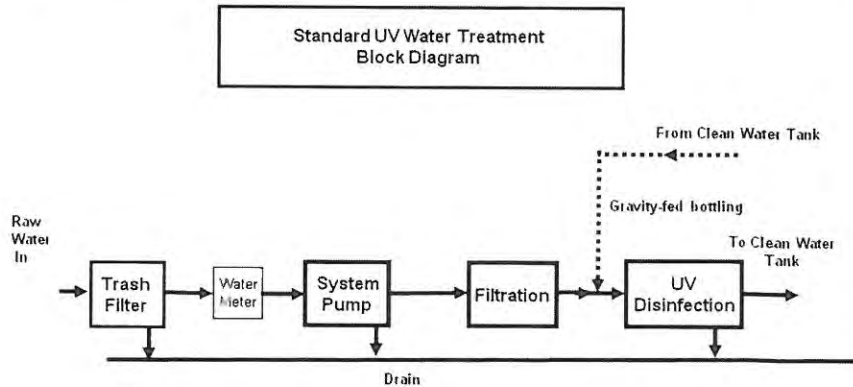 Standard UV Water Treatment
Block Diagram
From Clean Water Tank
Gravity-fed bottling
Raw
Water
In
To Clean Water
Tank
Trash
Filter
Water
Meter
System
Pump
Filtration
UV
Disinfection
Drain